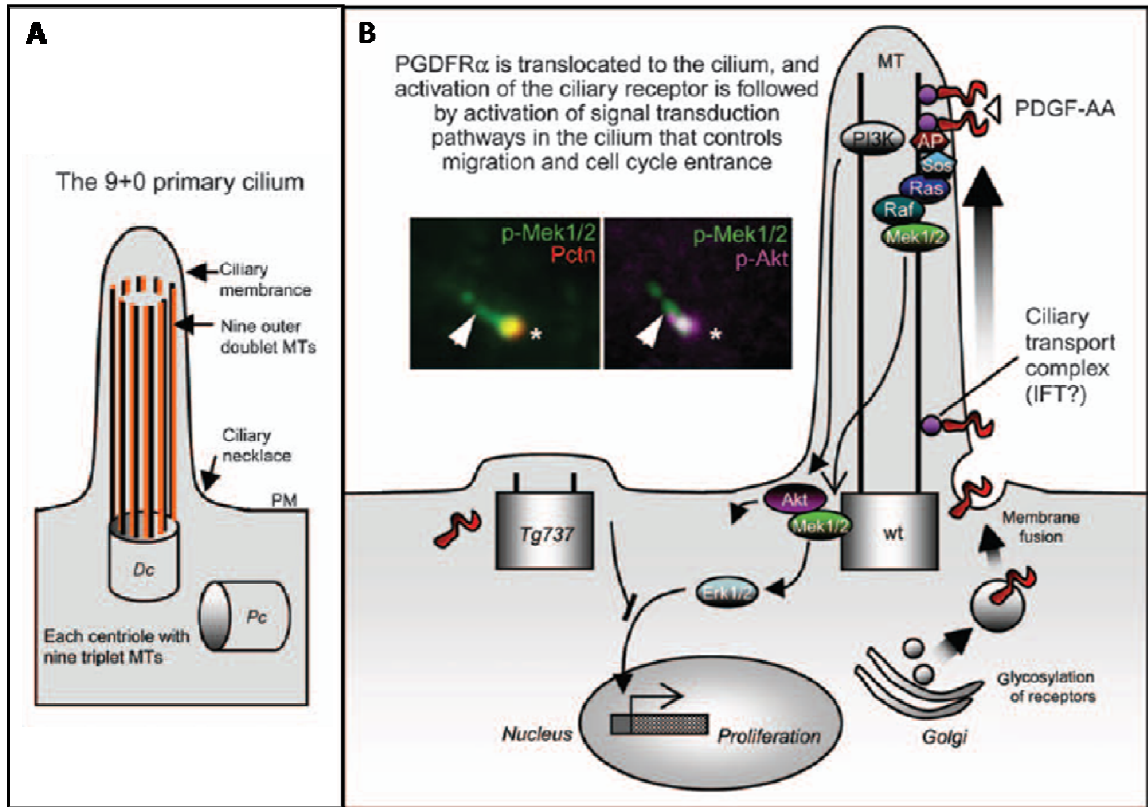 A
The 9+0 primary cilium
Ciliary
membrance
Nine outer
doublet MTs
Ciliary
necklace
PM
Dc
Pc
Each centriole with
nine triplet MTs
B
PGDFRα is translocated to the cilium, and
activation of the ciliary receptor is followed
by activation of signal transduction
pathways in the cilium that controls
migration and cell cycle entrance
p-Mek1/2
Pctn
*
p-Mek1/2
p-Akt
*
MT
PDGF-AA
PI3K
AP
Sos
Ras
Raf
Mek1/2
Ciliary
transport
complex
(IFT?)
Tg737
Akt
Mek1/2
wt
Membrane
fusion
Erk1/2
Glycosylation
of receptors
Nucleus
Proliferation
Golgi